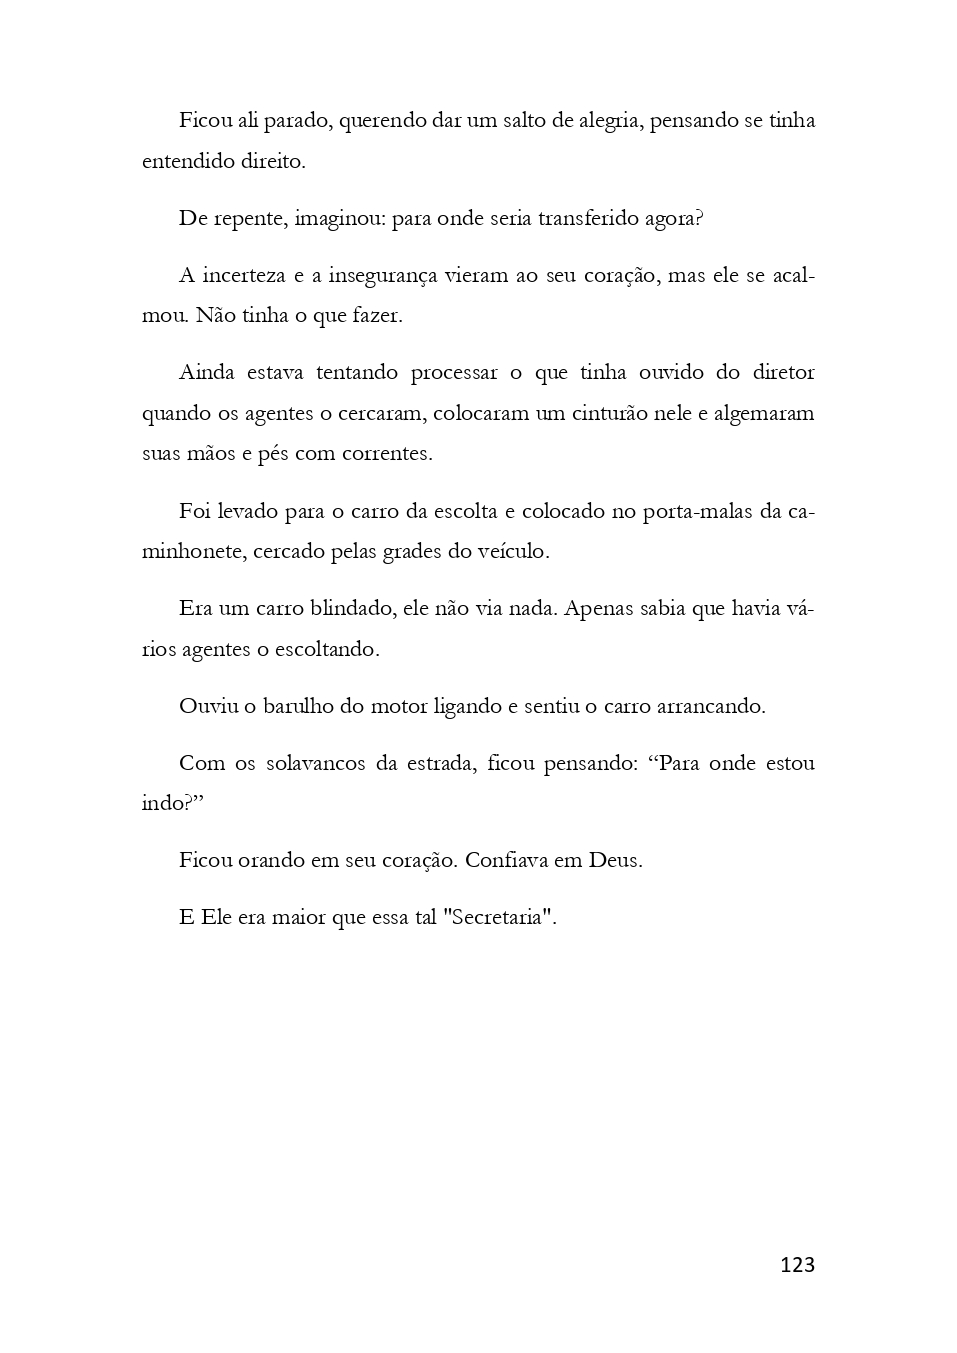 Ficou ali parado, querendo dar um salto de alegria, pensando se tinha
entendido direito.
De repente, imaginou: para onde seria transferido agora?
A incerteza e a insegurança vieram ao seu coração, mas ele se acal-
mou. Não tinha o que fazer.
Ainda estava tentando processar o que tinha ouvido do diretor
quando os agentes o cercaram, colocaram um cinturão nele e algemaram
suas mãos e pés com correntes.
Foi levado para o carro da escolta e colocado no porta-malas da ca-
minhonete, cercado pelas grades do veículo.
Era um carro blindado, ele não via nada. Apenas sabia que havia vá-
rios agentes o escoltando.
Ouviu o barulho do motor ligando e sentiu o carro arrancando.
Com os solavancos da estrada, ficou pensando: “Para onde estou
indo?”
Ficou orando em seu coração. Confiava em Deus.
E Ele era maior que essa tal "Secretaria".
123